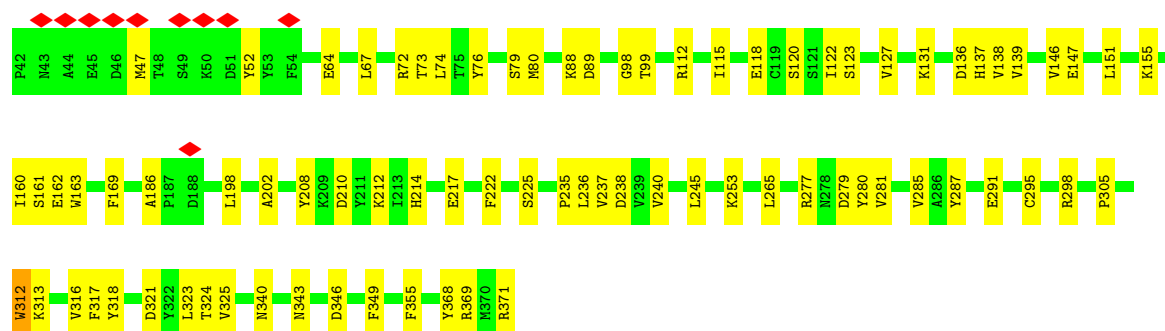 P42 N43 A44 E45 D46 M47 T48 S49 K50 D51 Y52 Y53 F54 E64 L67 R72 T73 L74 T75 Y76 S79 M80 K88 D89 G98 T99 R112 I115 E118 C119 S120 S121 I122 S123 V127 K131 D136 H137 V138 V139 V146 E147 L151 K155
I160 S161 E162 W163 F169 A186 P187 D188 L198 A202 Y208 K209 D210 Y211 K212 I213 H214 E217 F222 S225 P235 L236 V237 D238 V239 V240 L245 K253 L265 R277 N278 D279 Y280 V281 V285 A286 Y287 E291 C295 R298 P305
W312 K313 V316 F317 Y318 D321 Y322 L323 T324 V325 N340 N343 D346 F349 F355 Y368 R369 M370 R371